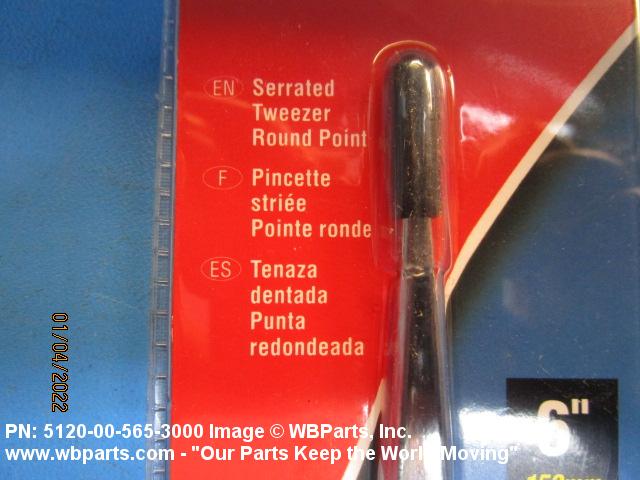 EN Serrated
Tweezer
Round Point
F Pincette
striée
Pointe ronde
ES Tenaza
dentada
Punta
redondeada
01/04/2022
6"
150mm
PN: 5120-00-565-3000 Image © WBParts, Inc.
www.wbparts.com - "Our Parts Keep the World Moving"